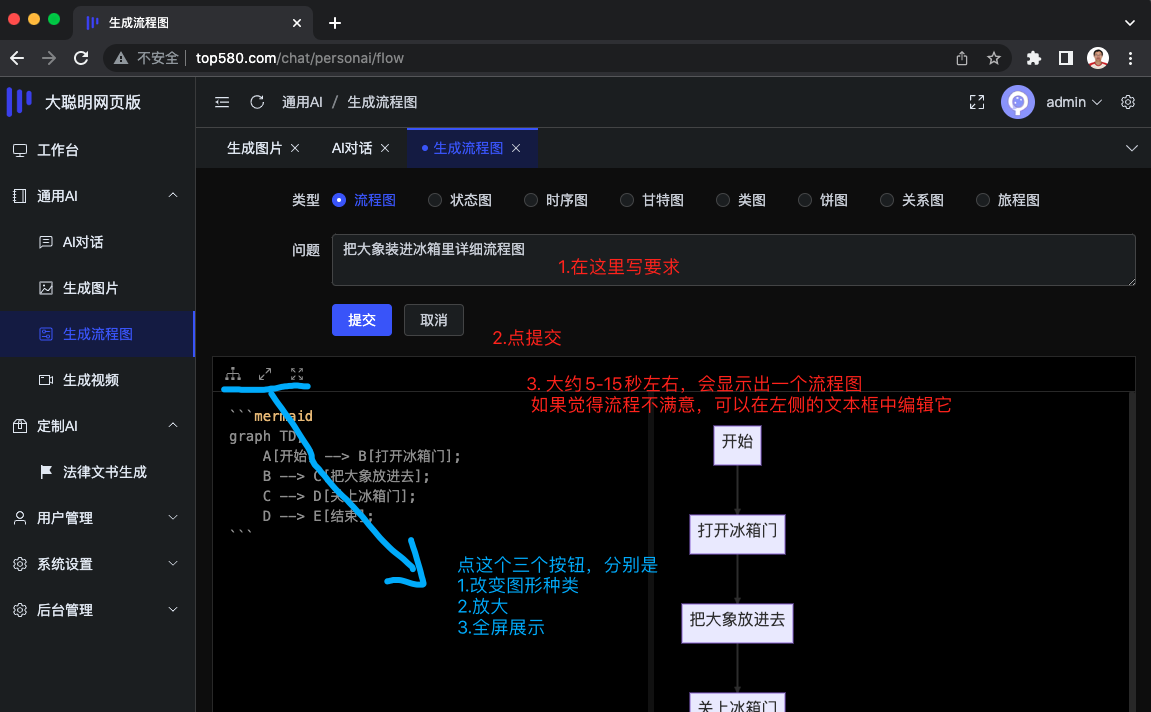 生成流程图
不安全 top580.com/chat/personai/flow
大聪明网页版
通用AI / 生成流程图
admin
工作台
通用AI
AI对话
生成图片
生成流程图
生成视频
定制AI
法律文书生成
用户管理
系统设置
后台管理
生成图片 AI对话 生成流程图
类型 流程图 状态图 时序图 甘特图 类图 饼图 关系图 旅程图
问题 把大象装进冰箱里详细流程图
1.在这里写要求
提交 取消
2.点提交
3. 大约5-15秒左右，会显示出一个流程图
如果觉得流程不满意，可以在左侧的文本框中编辑它
```mermaid
graph TD;
A[开始] --> B[打开冰箱门];
B --> C[把大象放进去];
C --> D[关上冰箱门];
D --> E[结束];
```
点这个三个按钮，分别是
1.改变图形种类
2.放大
3.全屏展示
开始
打开冰箱门
把大象放进去
关上冰箱门